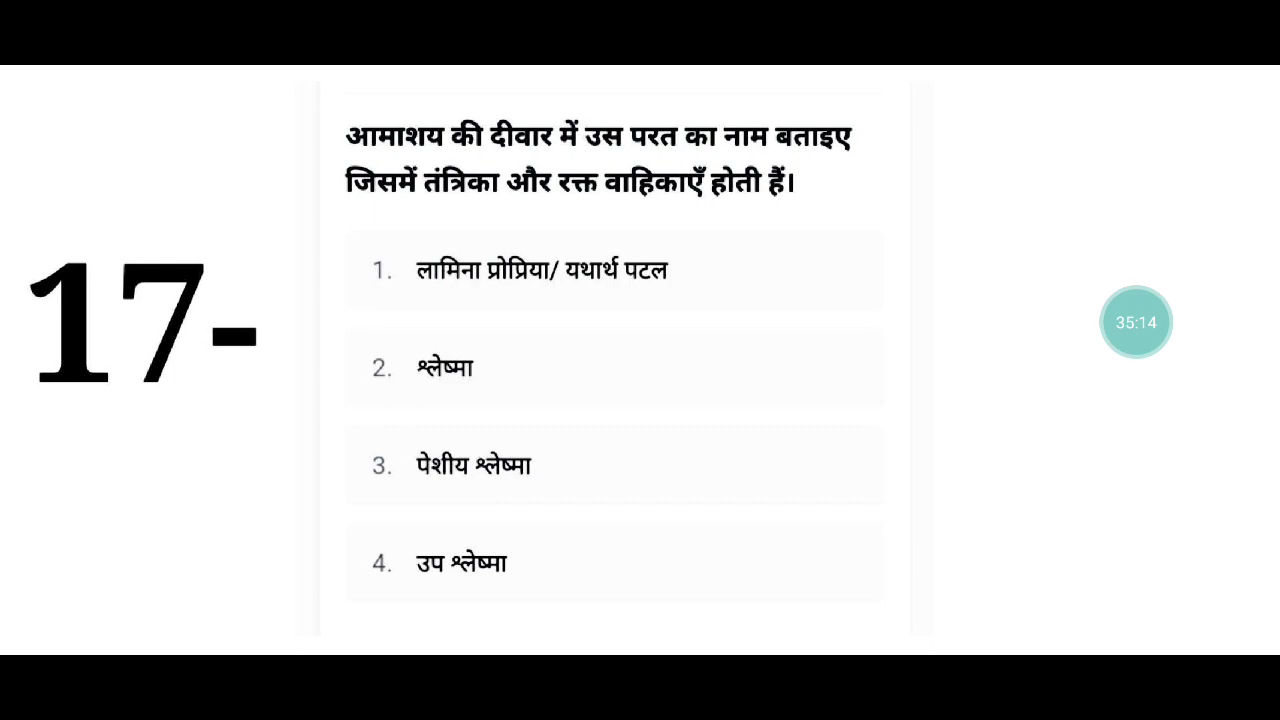 आमाशय की दीवार में उस परत का नाम बताइए
जिसमें तंत्रिका और रक्त वाहिकाएँ होती हैं।
17-
1. लामिना प्रोप्रिया/ यथार्थ पटल
2. श्लेष्मा
3. पेशीय श्लेष्मा
4. उप श्लेष्मा
35:14